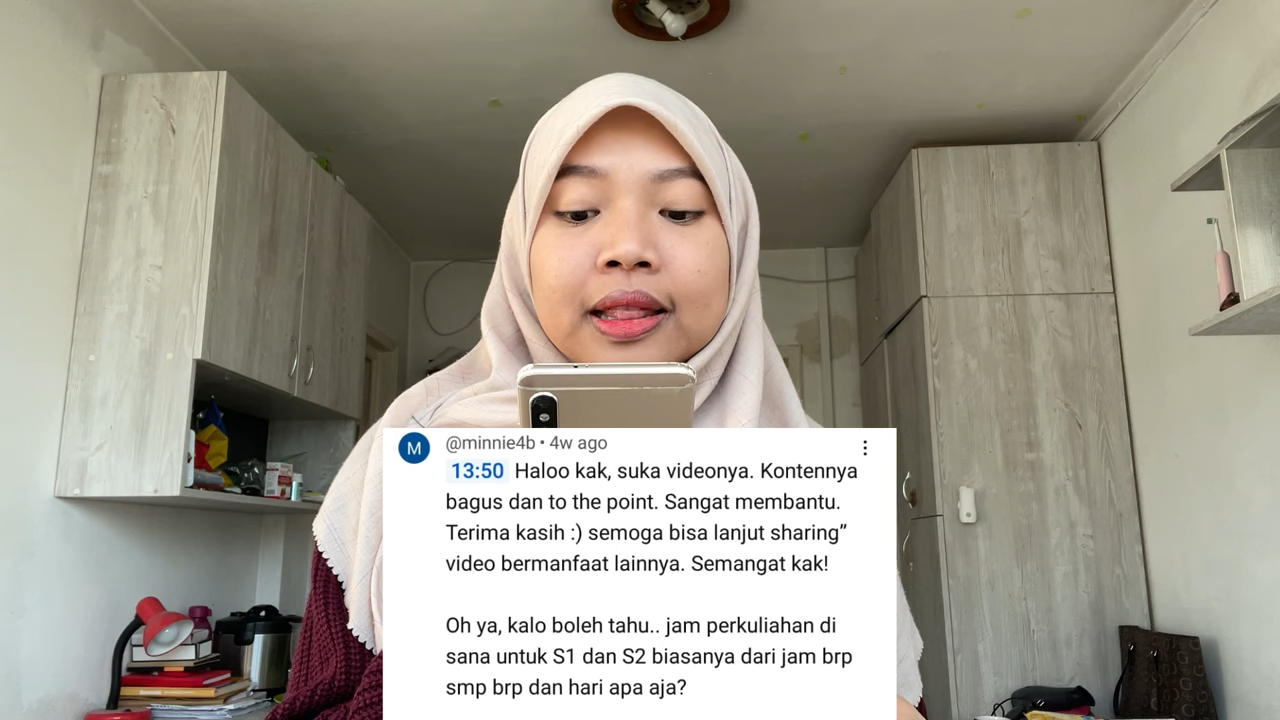 M @minnie4b • 4w ago
13:50 Haloo kak, suka videonya. Kontennya
bagus dan to the point. Sangat membantu.
Terima kasih :) semoga bisa lanjut sharing”
video bermanfaat lainnya. Semangat kak!
Oh ya, kalo boleh tahu.. jam perkuliahan di
sana untuk S1 dan S2 biasanya dari jam brp
smp brp dan hari apa aja?